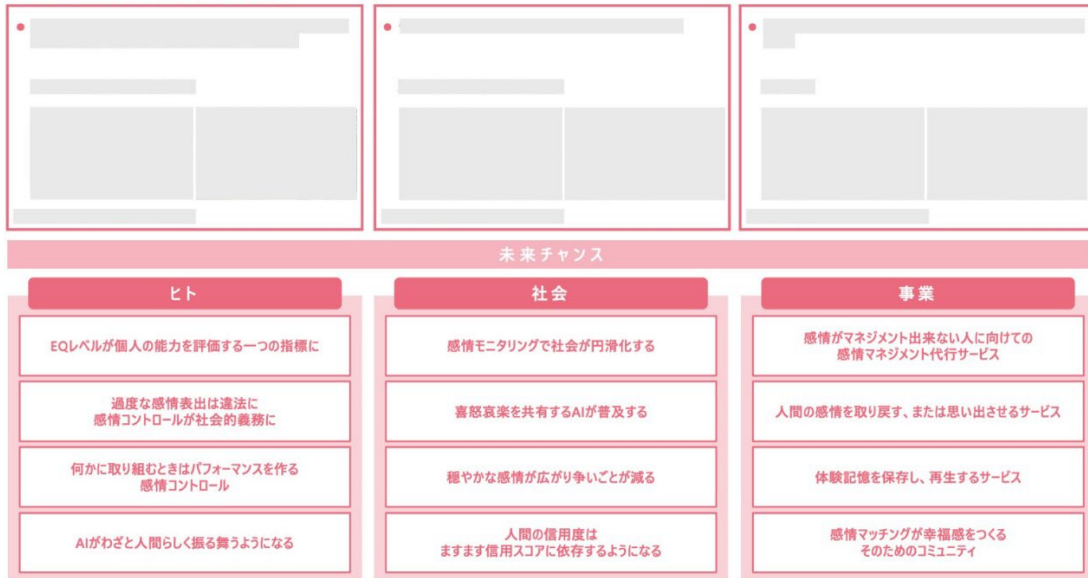 未来チャンス
ヒト
EQレベルが個人の能力を評価する一つの指標に
過度な感情表出は違法に
感情コントロールが社会的義務に
何かに取り組むときはパフォーマンスを作る
感情コントロール
AIがわざと人間らしく振る舞うようになる
社会
感情モニタリングで社会が円滑化する
喜怒哀楽を共有するAIが普及する
穏やかな感情が広がり争いごとが減る
人間の信用度は
ますます信用スコアに依存するようになる
事業
感情がマネジメント出来ない人に向けての
感情マネジメント代行サービス
人間の感情を取り戻す、または思い出させるサービス
体験記憶を保存し、再生するサービス
感情マッチングが幸福感をつくる
そのためのコミュニティ